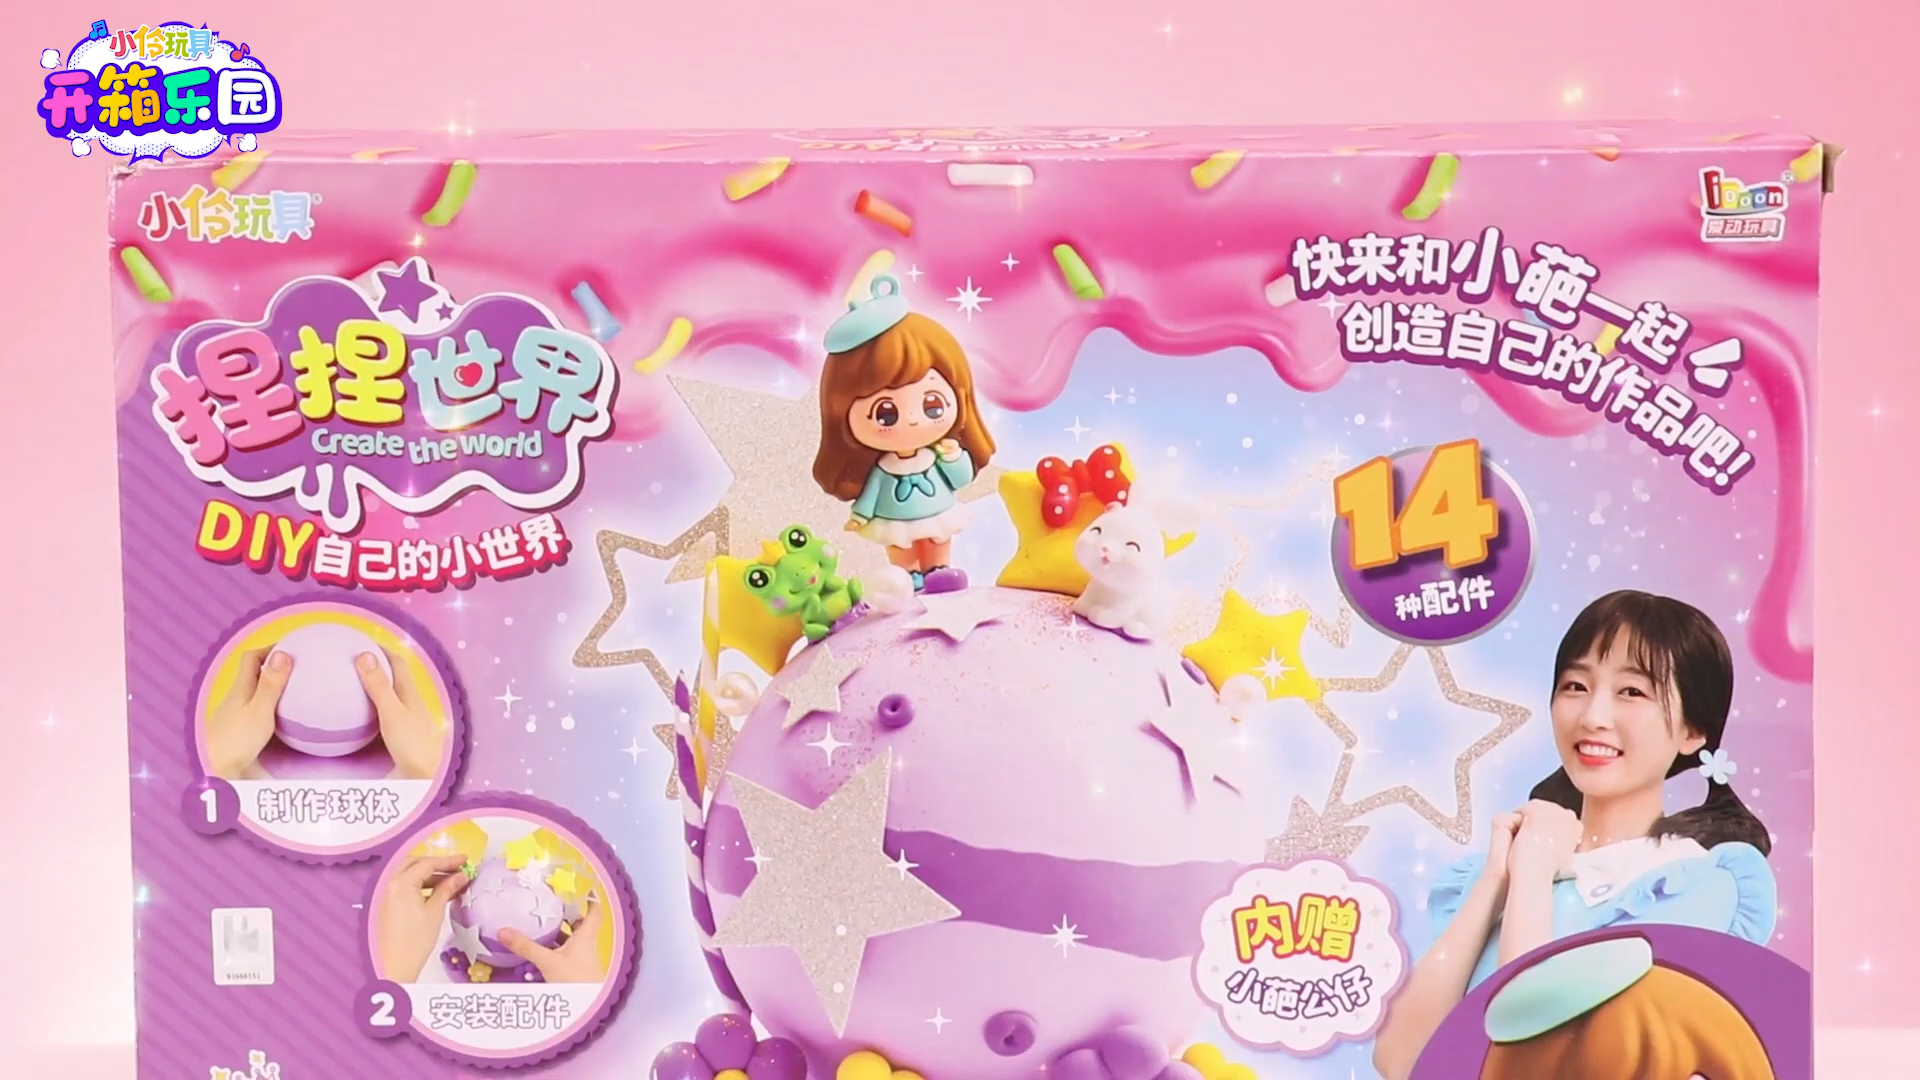 小伶玩具
开箱乐园
小伶玩具
iDoon
爱动玩具
快来和小葩一起
创造自己的作品吧!
捏捏世界
Create the World
DIY自己的小世界
14
种配件
1 制作球体
2 安装配件
内赠
小葩公仔